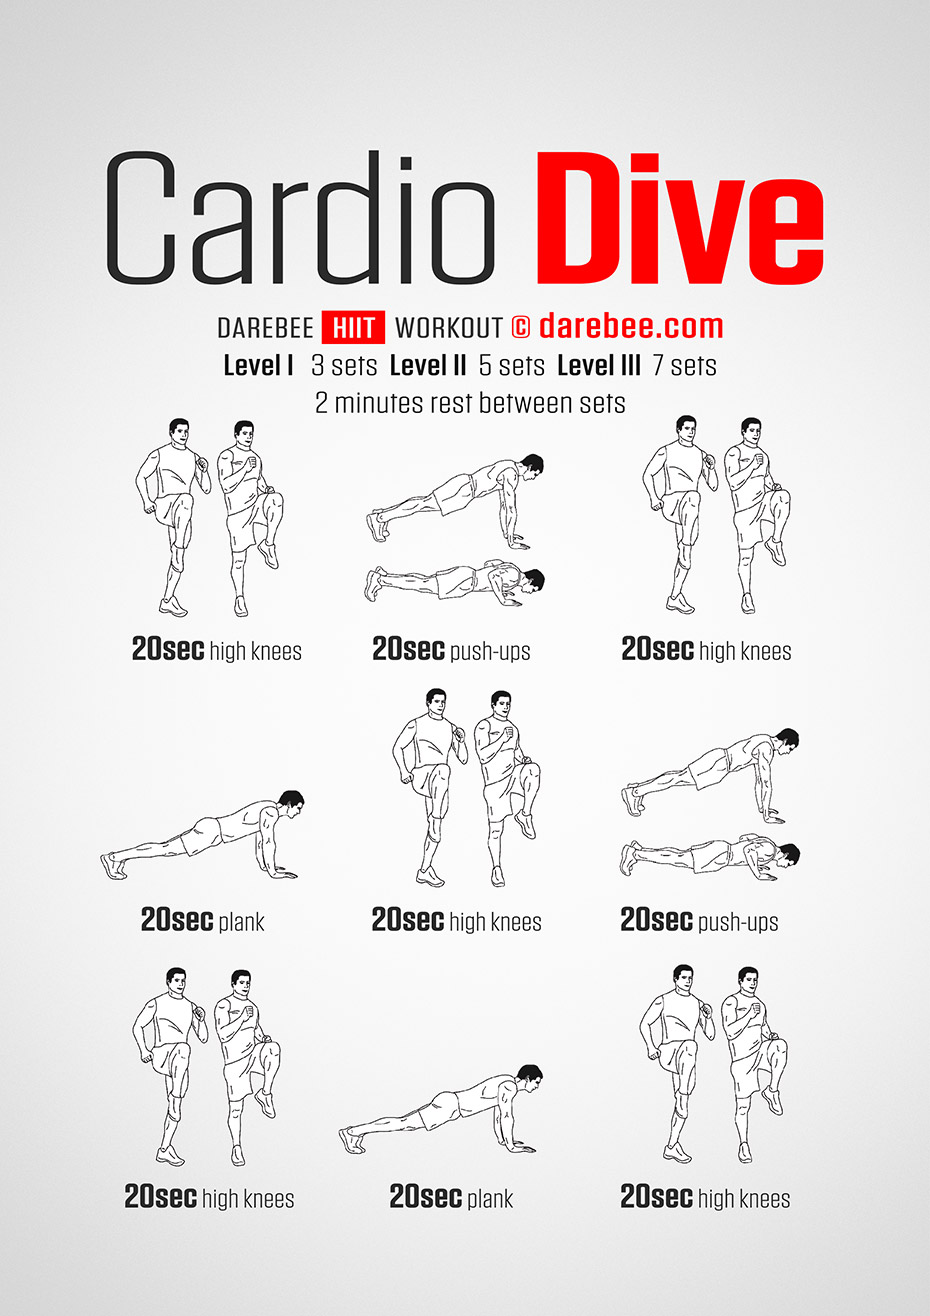 Cardio Dive
DAREBEE HIIT WORKOUT © darebee.com
Level I 3 sets Level II 5 sets Level III 7 sets
2 minutes rest between sets
20sec high knees
20sec push-ups
20sec high knees
20sec plank
20sec high knees
20sec push-ups
20sec high knees
20sec plank
20sec high knees